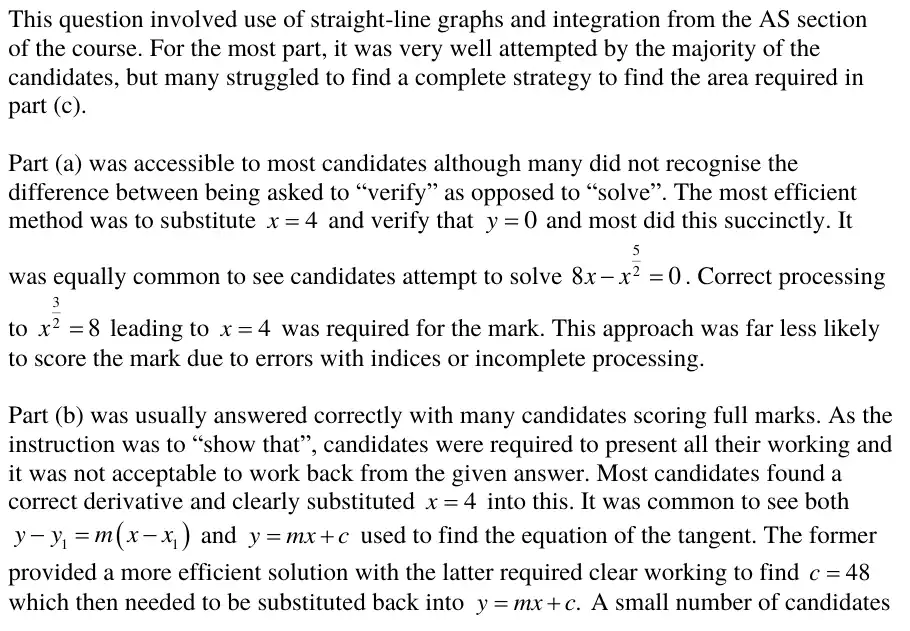 This question involved use of straight-line graphs and integration from the AS section
of the course. For the most part, it was very well attempted by the majority of the
candidates, but many struggled to find a complete strategy to find the area required in
part (c).
Part (a) was accessible to most candidates although many did not recognise the
difference between being asked to “verify” as opposed to “solve”. The most efficient
method was to substitute x = 4 and verify that y = 0 and most did this succinctly. It
was equally common to see candidates attempt to solve 8x − x^(5/2) = 0. Correct processing
to x^(3/2) = 8 leading to x = 4 was required for the mark. This approach was far less likely
to score the mark due to errors with indices or incomplete processing.
Part (b) was usually answered correctly with many candidates scoring full marks. As the
instruction was to “show that”, candidates were required to present all their working and
it was not acceptable to work back from the given answer. Most candidates found a
correct derivative and clearly substituted x = 4 into this. It was common to see both
y − y₁ = m(x − x₁) and y = mx + c used to find the equation of the tangent. The former
provided a more efficient solution with the latter required clear working to find c = 48
which then needed to be substituted back into y = mx + c. A small number of candidates